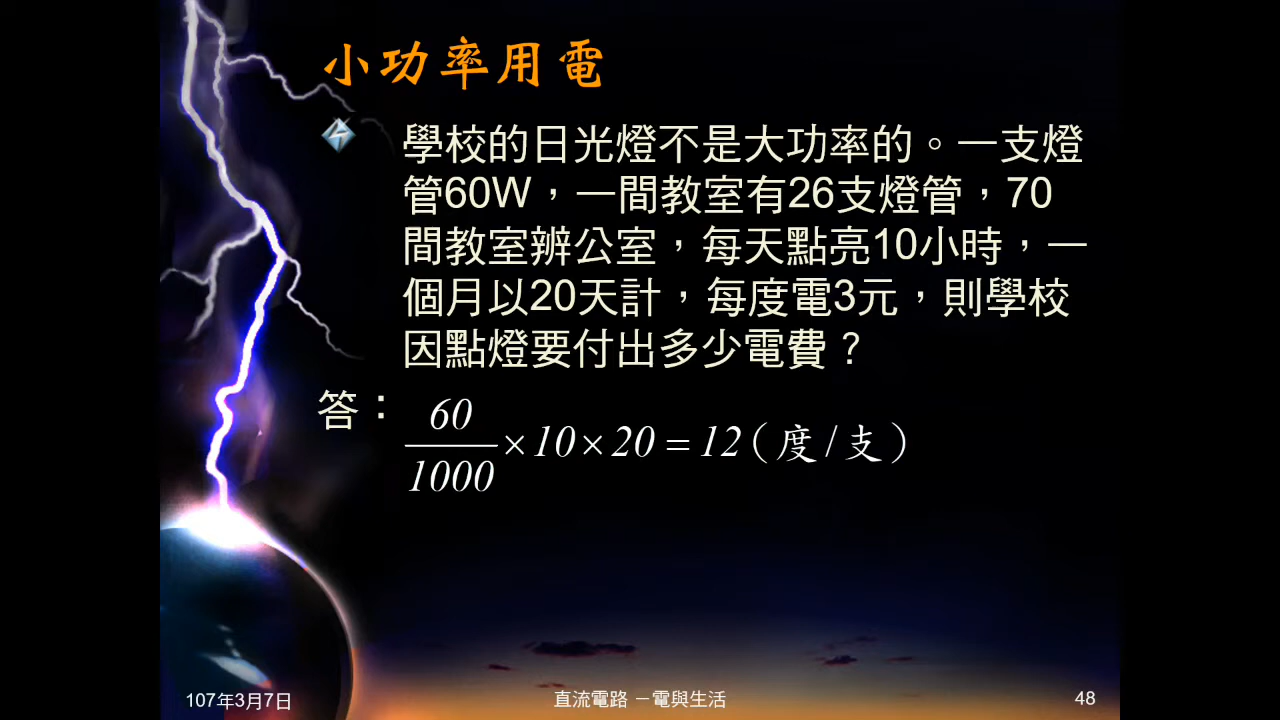 小功率用電
學校的日光燈不是大功率的。一支燈
管60W，一間教室有26支燈管，70
間教室辨公室，每天點亮10小時，一
個月以20天計，每度電3元，則學校
因點燈要付出多少電費？
答：
60/1000×10×20=12(度/支)
107年3月7日
直流電路 －電與生活
48